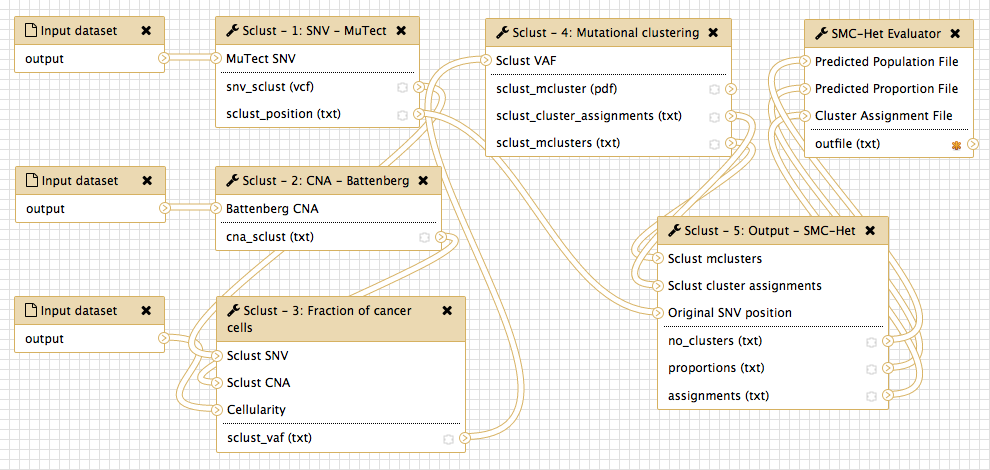 Input dataset
output
Sclust - 1: SNV - MuTect
MuTect SNV
snv_sclust (vcf)
sclust_position (txt)
Sclust - 4: Mutational clustering
Sclust VAF
sclust_mcluster (pdf)
sclust_cluster_assignments (txt)
sclust_mclusters (txt)
SMC-Het Evaluator
Predicted Population File
Predicted Proportion File
Cluster Assignment File
outfile (txt)
Input dataset
output
Sclust - 2: CNA - Battenberg
Battenberg CNA
cna_sclust (txt)
Sclust - 5: Output - SMC-Het
Sclust mclusters
Sclust cluster assignments
Original SNV position
no_clusters (txt)
proportions (txt)
assignments (txt)
Input dataset
output
Sclust - 3: Fraction of cancer
cells
Sclust SNV
Sclust CNA
Cellularity
sclust_vaf (txt)